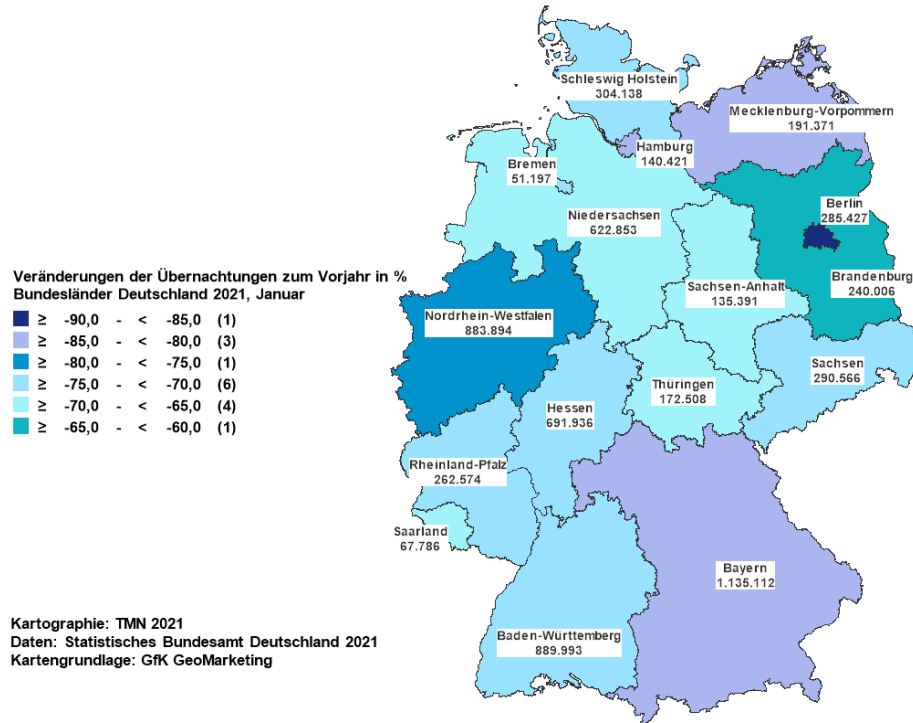 Schleswig Holstein
304.138
Mecklenburg-Vorpommern
191.371
Hamburg
140.421
Bremen
51.197
Berlin
285.427
Niedersachsen
622.853
Brandenburg
240.006
Sachsen-Anhalt
135.391
Nordrhein-Westfalen
883.894
Sachsen
290.566
Thüringen
172.508
Hessen
691.936
Rheinland-Pfalz
262.574
Saarland
67.786
Bayern
1.135.112
Baden-Württemberg
889.993
Veränderungen der Übernachtungen zum Vorjahr in %
Bundesländer Deutschland 2021, Januar
≥ -90,0 - < -85,0 (1)
≥ -85,0 - < -80,0 (3)
≥ -80,0 - < -75,0 (1)
≥ -75,0 - < -70,0 (6)
≥ -70,0 - < -65,0 (4)
≥ -65,0 - < -60,0 (1)
Kartographie: TMN 2021
Daten: Statistisches Bundesamt Deutschland 2021
Kartengrundlage: GfK GeoMarketing